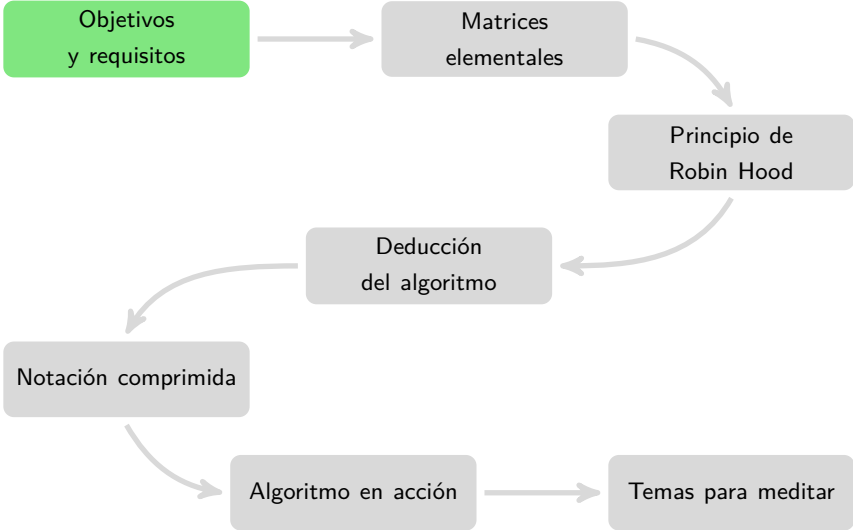 Objetivos
y requisitos
Matrices
elementales
Principio de
Robin Hood
Deducción
del algoritmo
Notación comprimida
Algoritmo en acción
Temas para meditar